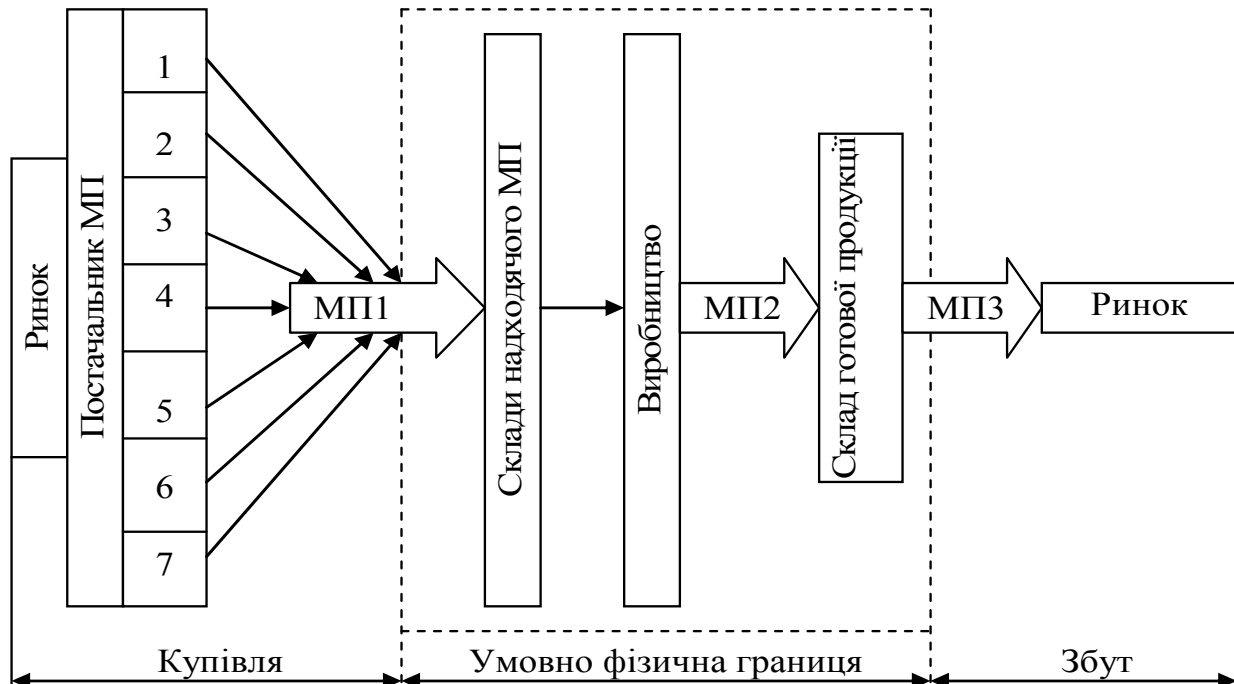 Ринок
Постачальник МП
1
2
3
4
5
6
7
МП1
Склади надходячого МП
Виробництво
МП2
Склад готової продукції
МП3
Ринок
Купівля
Умовно фізична границя
Збут